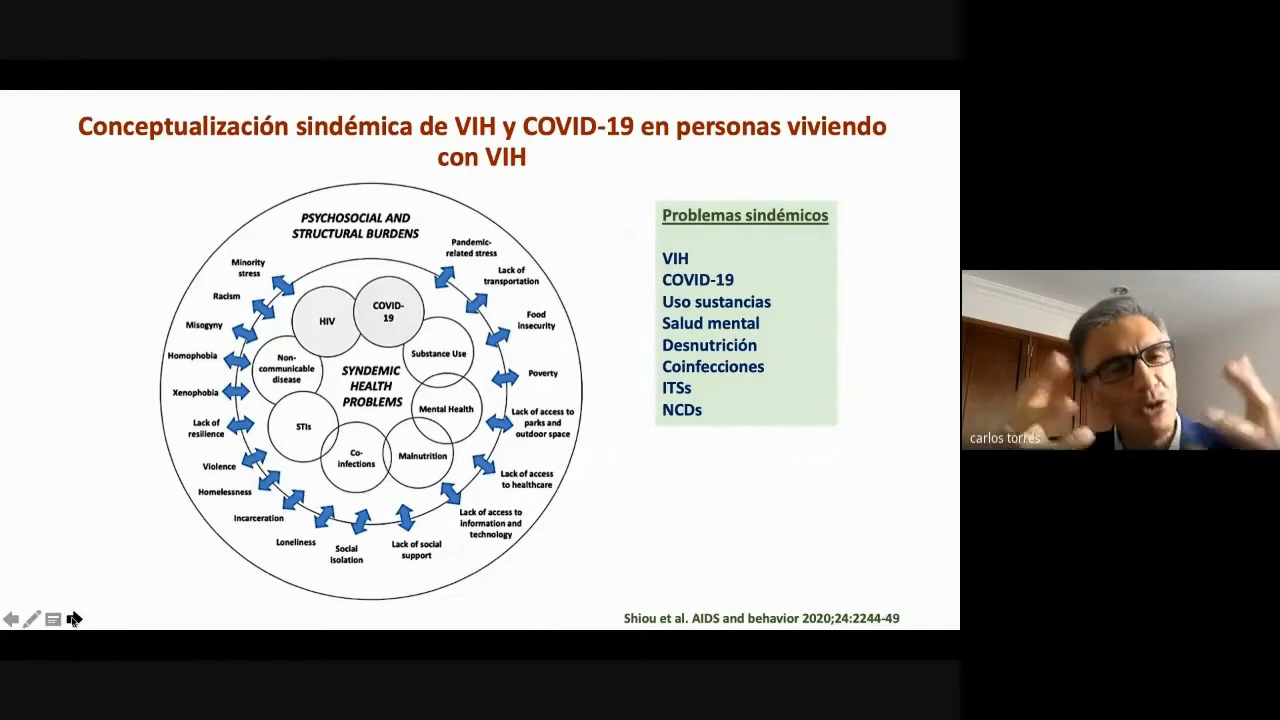 Conceptualización sindémica de VIH y COVID-19 en personas viviendo
con VIH
PSYCHOSOCIAL AND
STRUCTURAL BURDENS
Pandemic-
related stress
Lack of
transportation
Food
insecurity
Poverty
Lack of access to
parks and
outdoor space
Lack of access
to healthcare
Lack of access to
information and
technology
Lack of social
support
Social
isolation
Loneliness
Incarceration
Homelessness
Violence
Lack of
resilience
Xenophobia
Homophobia
Misogyny
Racism
Minority
stress
HIV
COVID-
19
Substance Use
Mental Health
Malnutrition
Co-
infections
STIs
Non-
communicable
disease
SYNDEMIC
HEALTH
PROBLEMS
Problemas sindémicos
VIH
COVID-19
Uso sustancias
Salud mental
Desnutrición
Coinfecciones
ITSs
NCDs
Shiou et al. AIDS and behavior 2020;24:2244-49
carlos torres